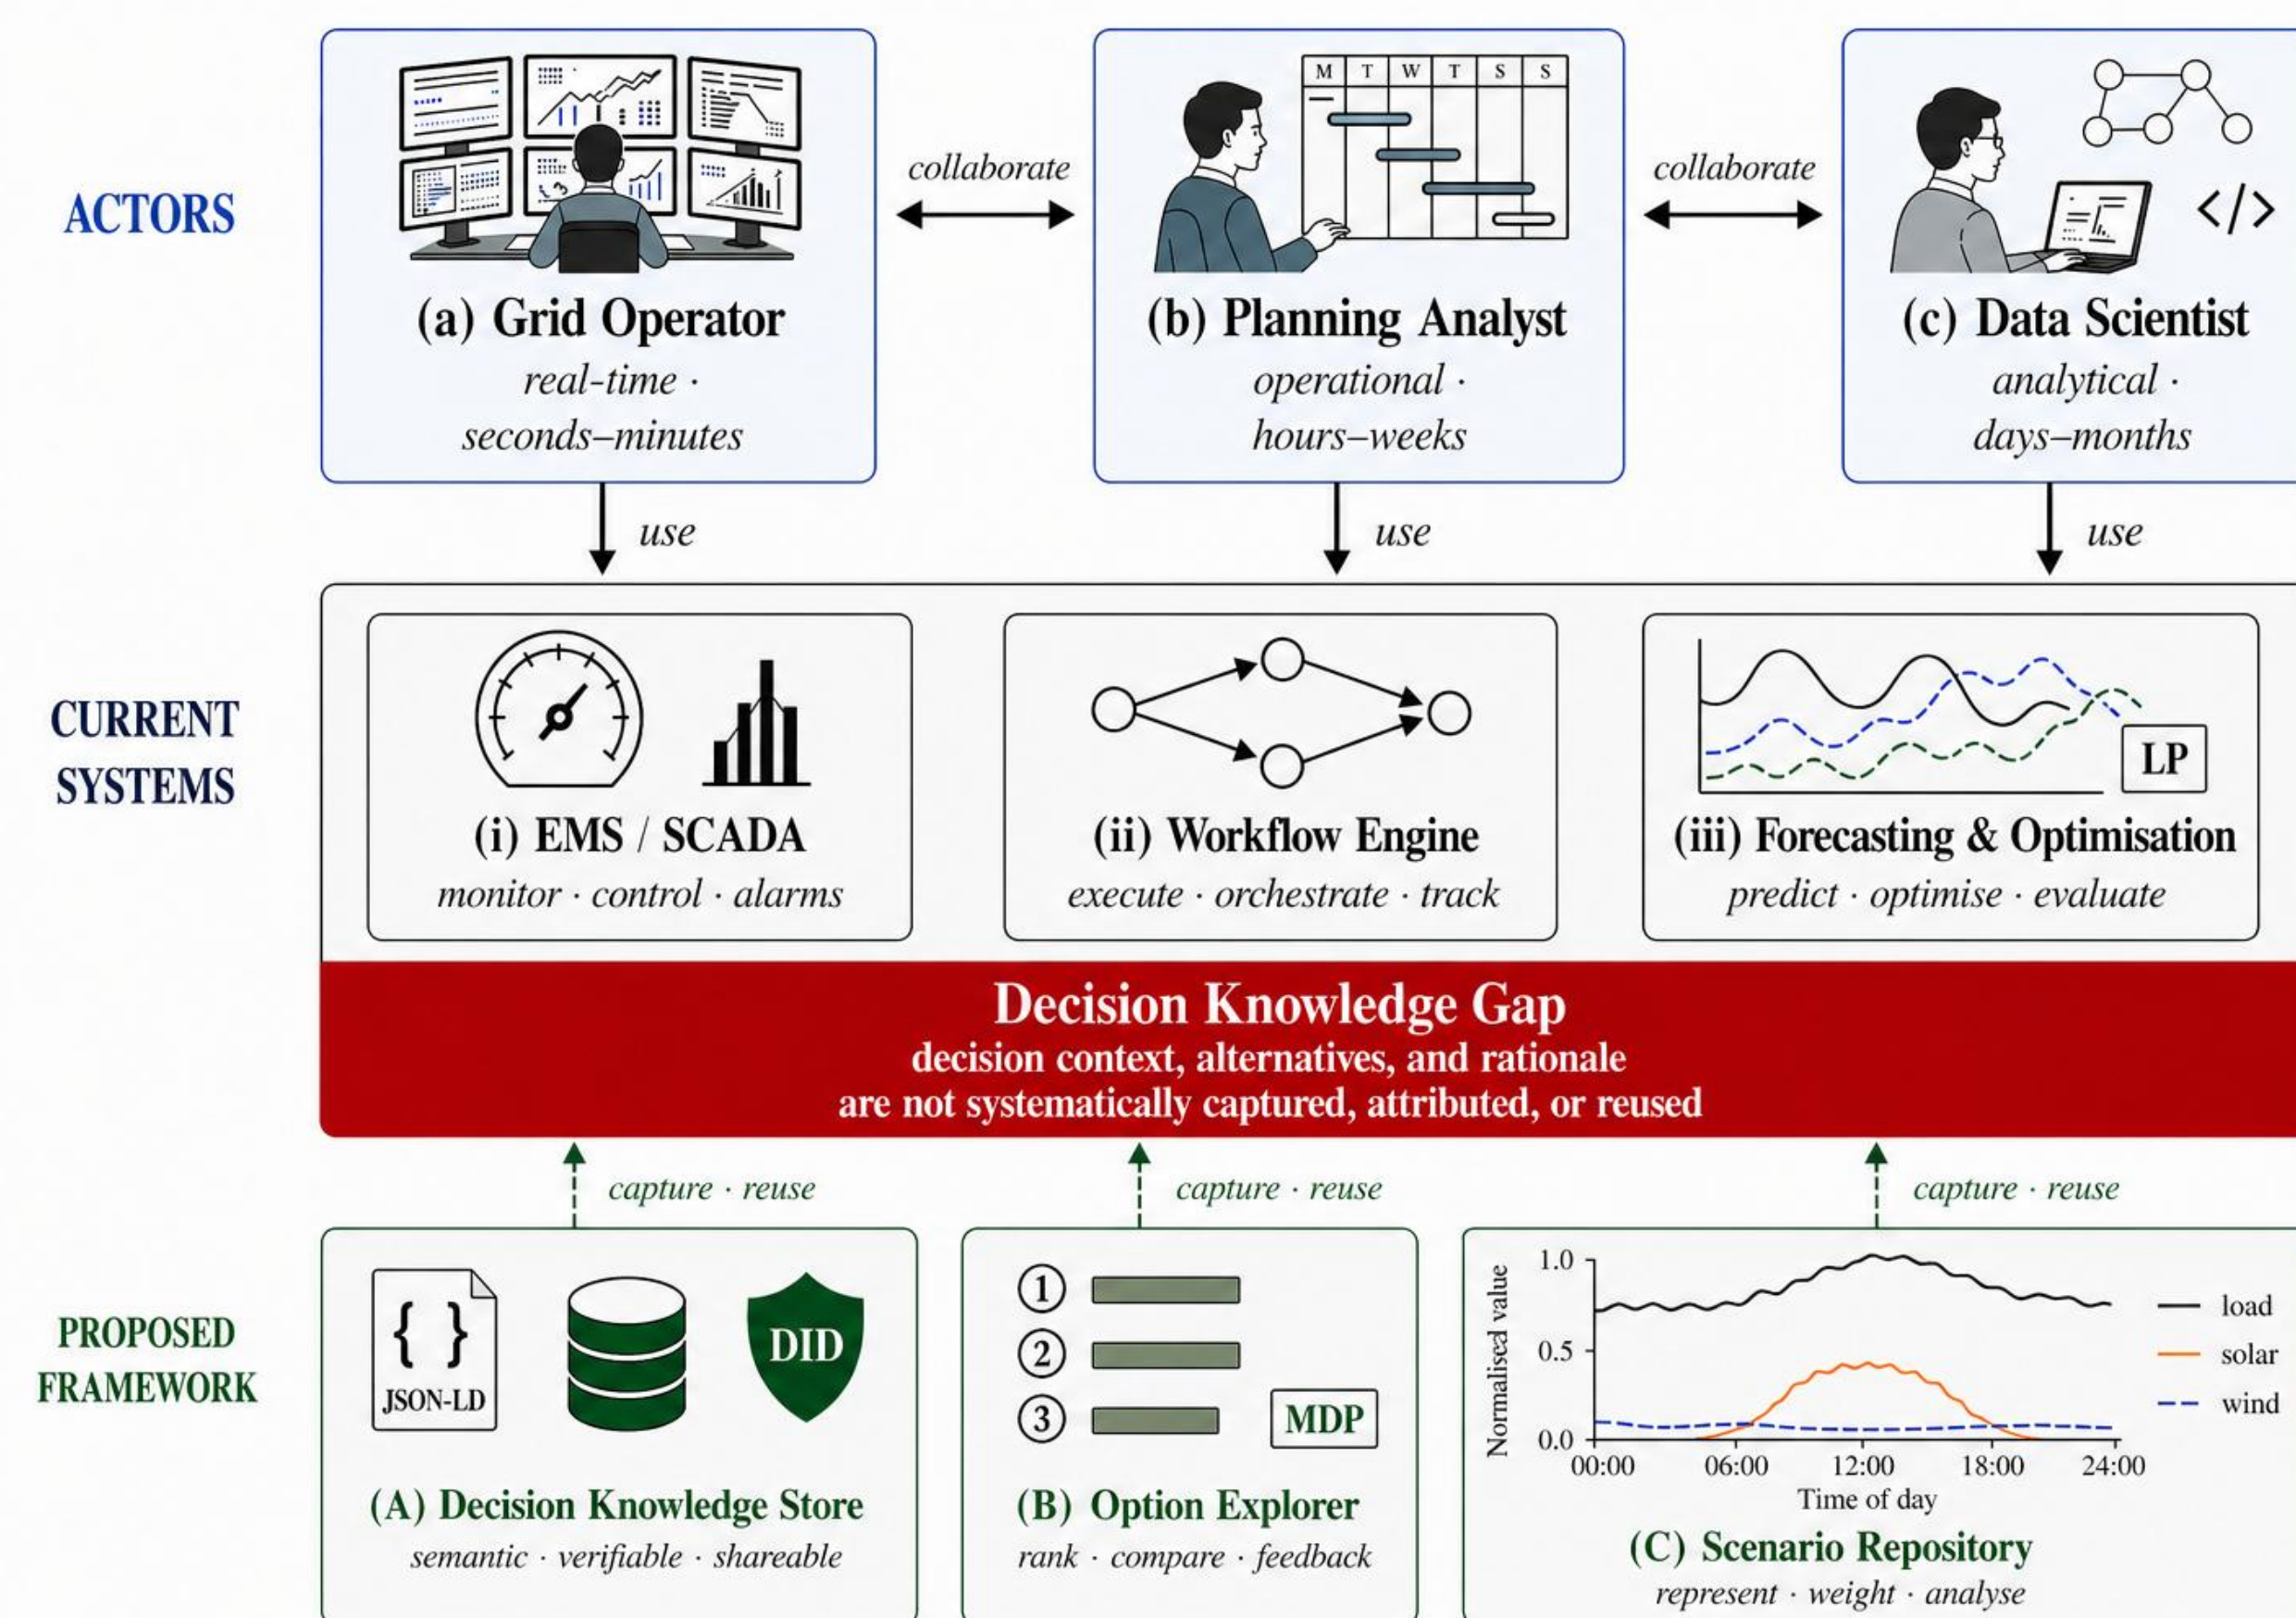 ACTORS
M T W T S S
collaborate
collaborate
</>
(a) Grid Operator
real-time ·
seconds–minutes
(b) Planning Analyst
operational ·
hours–weeks
(c) Data Scientist
analytical ·
days–months
use
use
use
CURRENT
SYSTEMS
(i) EMS / SCADA
monitor · control · alarms
(ii) Workflow Engine
execute · orchestrate · track
LP
(iii) Forecasting & Optimisation
predict · optimise · evaluate
Decision Knowledge Gap
decision context, alternatives, and rationale
are not systematically captured, attributed, or reused
capture · reuse
capture · reuse
capture · reuse
PROPOSED
FRAMEWORK
{ }
JSON-LD
DID
(A) Decision Knowledge Store
semantic · verifiable · shareable
1
2
3
MDP
(B) Option Explorer
rank · compare · feedback
Normalised value
1.0
0.5
0.0
00:00 06:00 12:00 18:00 24:00
Time of day
load
solar
wind
(C) Scenario Repository
represent · weight · analyse